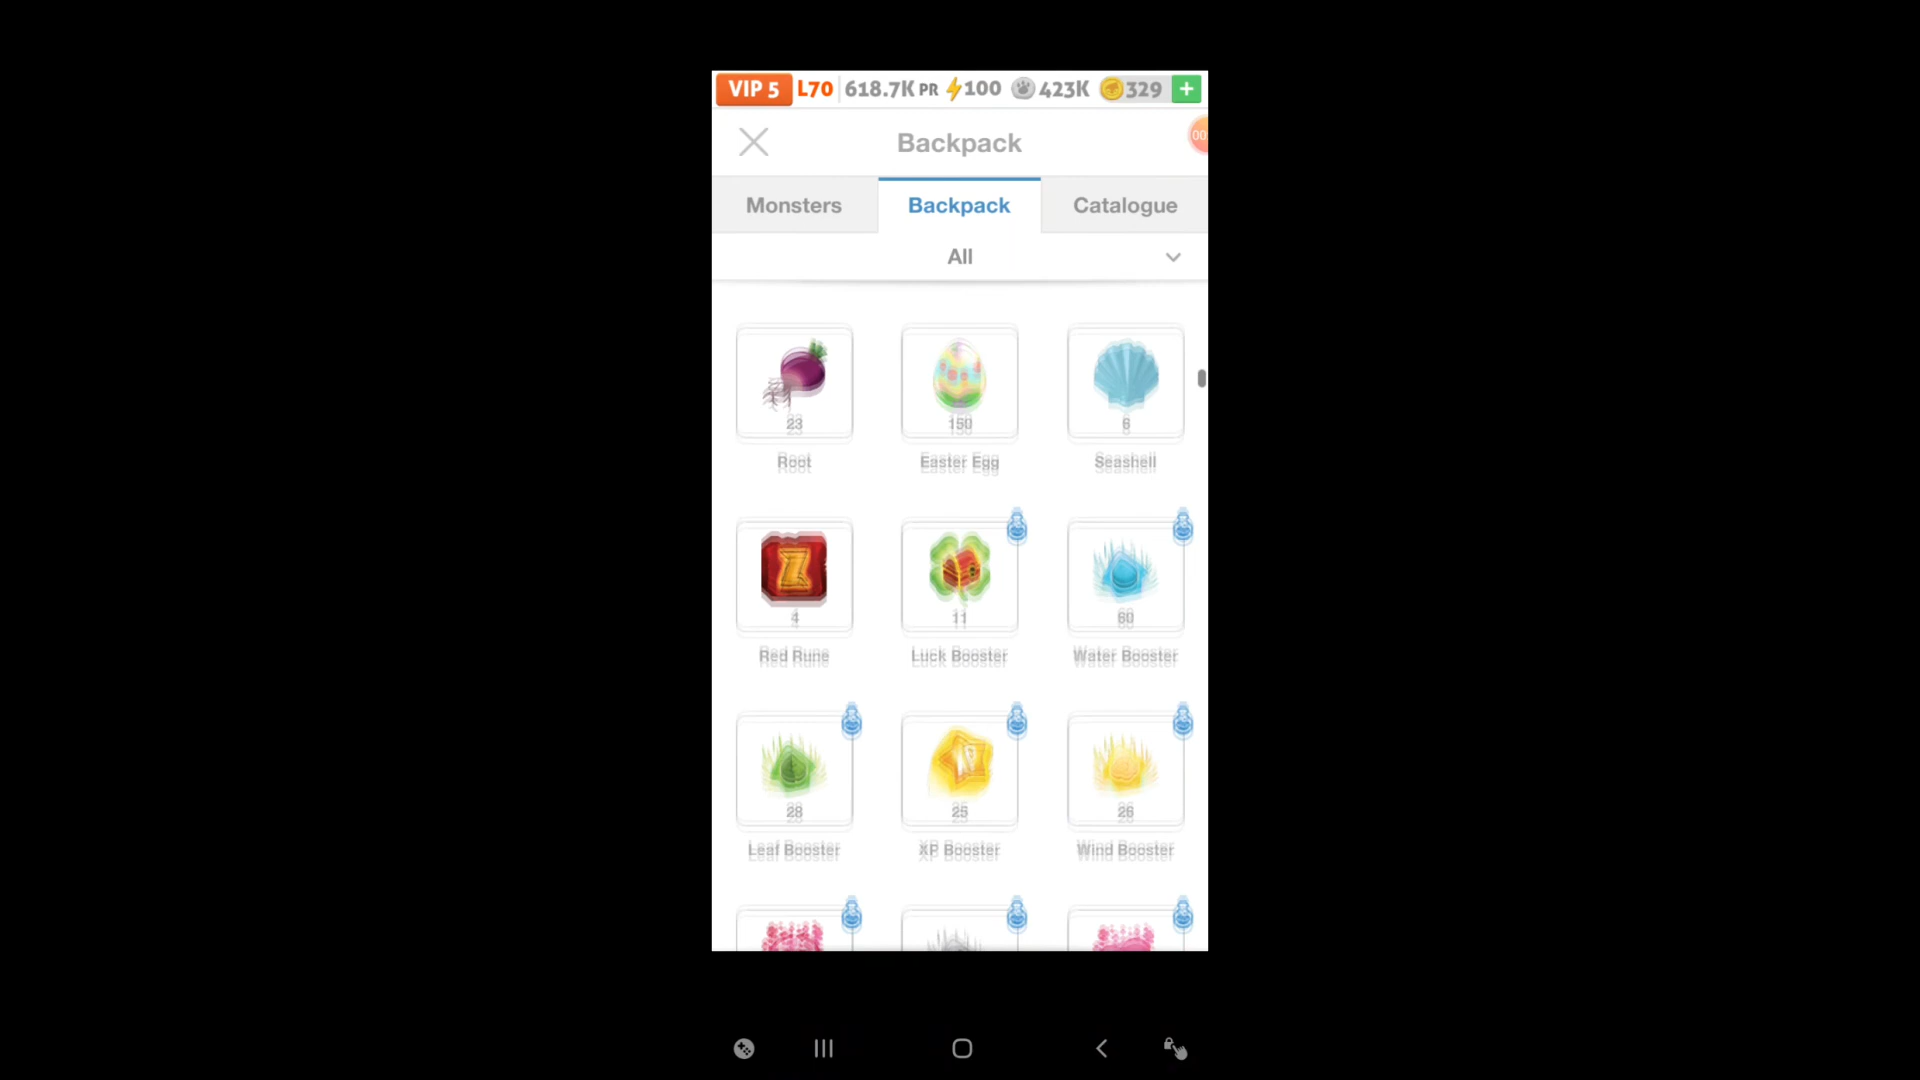 VIP 5 L70 618.7K PR 100 423K 329 +
Backpack
00:
Monsters Backpack Catalogue
All
23 150 6
Root Easter Egg Seashell
4 11 60
Red Rune Luck Booster Water Booster
28 25 26
Leaf Booster XP Booster Wind Booster